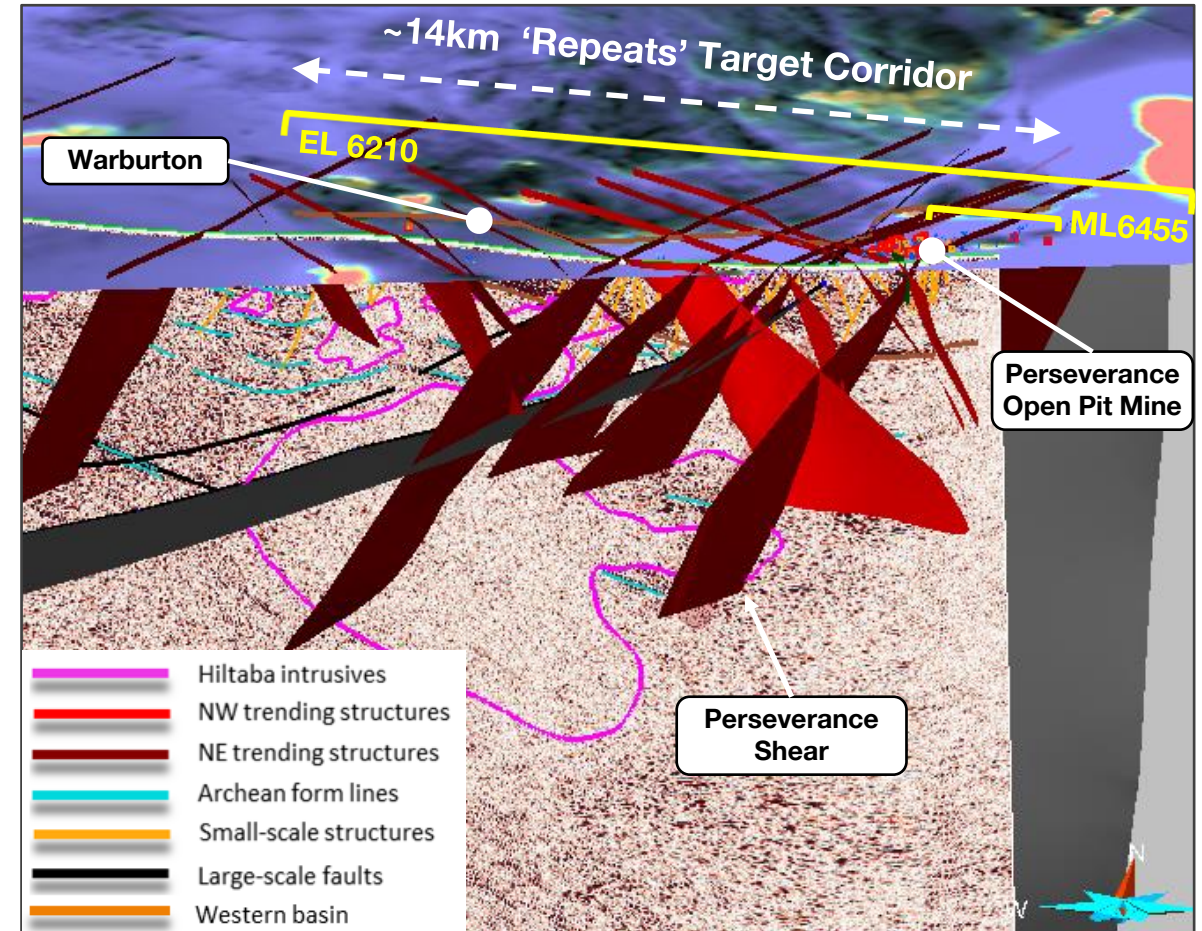 ~14km 'Repeats' Target Corridor
EL 6210
Warburton
ML6455
Perseverance
Open Pit Mine
Perseverance
Shear
Hiltaba intrusives
NW trending structures
NE trending structures
Archean form lines
Small-scale structures
Large-scale faults
Western basin
N
W